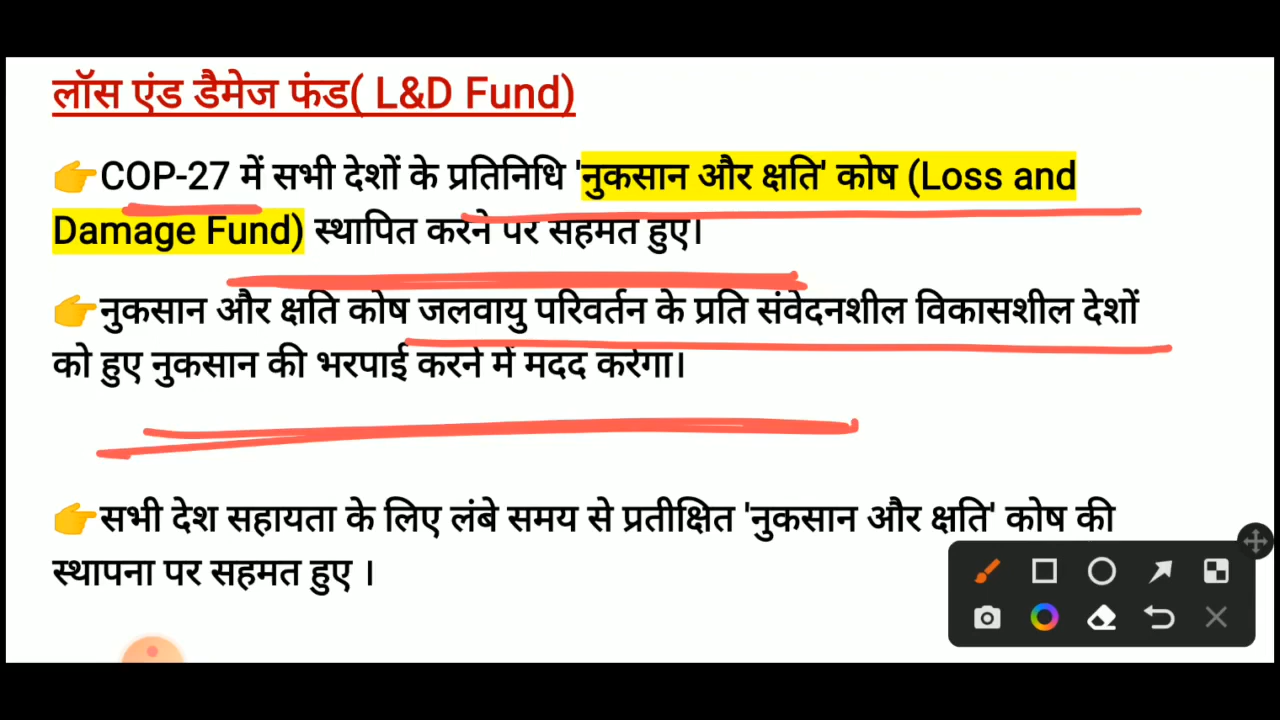 लॉस एंड डैमेज फंड( L&D Fund)
👉COP-27 में सभी देशों के प्रतिनिधि 'नुकसान और क्षति' कोष (Loss and
Damage Fund) स्थापित करने पर सहमत हुए।
👉नुकसान और क्षति कोष जलवायु परिवर्तन के प्रति संवेदनशील विकासशील देशों
को हुए नुकसान की भरपाई करने में मदद करेगा।
👉सभी देश सहायता के लिए लंबे समय से प्रतीक्षित 'नुकसान और क्षति' कोष की
स्थापना पर सहमत हुए ।